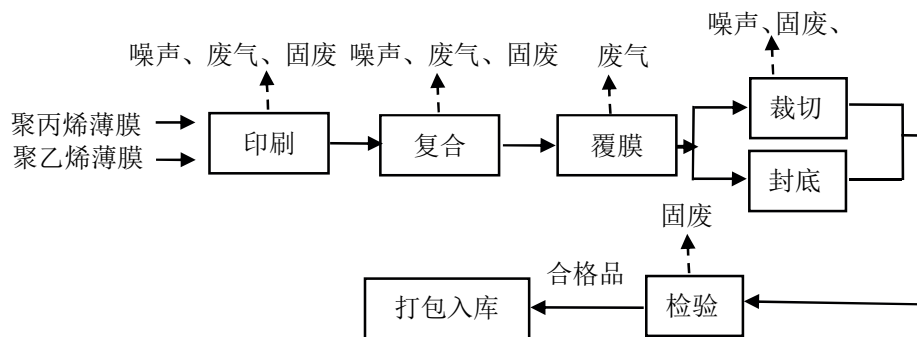 噪声、固废、
噪声、废气、固废
噪声、废气、固废
废气
聚丙烯薄膜
聚乙烯薄膜
印刷
复合
覆膜
裁切
封底
固废
合格品
打包入库
检验